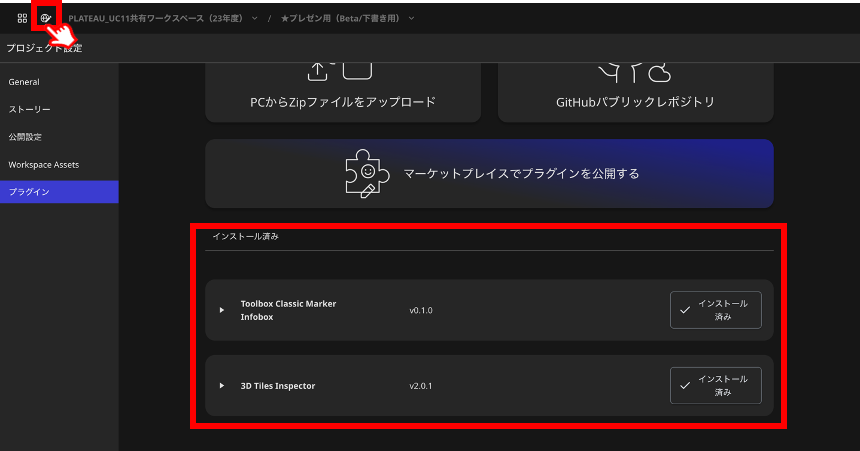 PLATEAU_UC11共有ワークスペース（23年度） / ★プレゼン用（Beta/下書き用）
プロジェクト設定
General
ストーリー
公開設定
Workspace Assets
プラグイン
PCからZipファイルをアップロード
GitHubパブリックレポジトリ
マーケットプレイスでプラグインを公開する
インストール済み
Toolbox Classic Marker
Infobox
v0.1.0
インストール
済み
3D Tiles Inspector
v2.0.1
インストール
済み